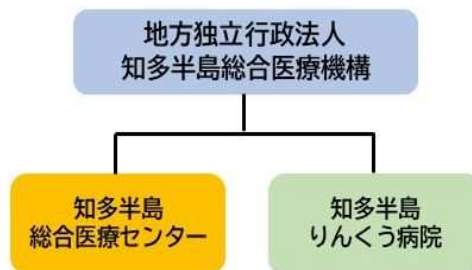 地方独立行政法人
知多半島総合医療機構
知多半島
総合医療センター
知多半島
りんくう病院